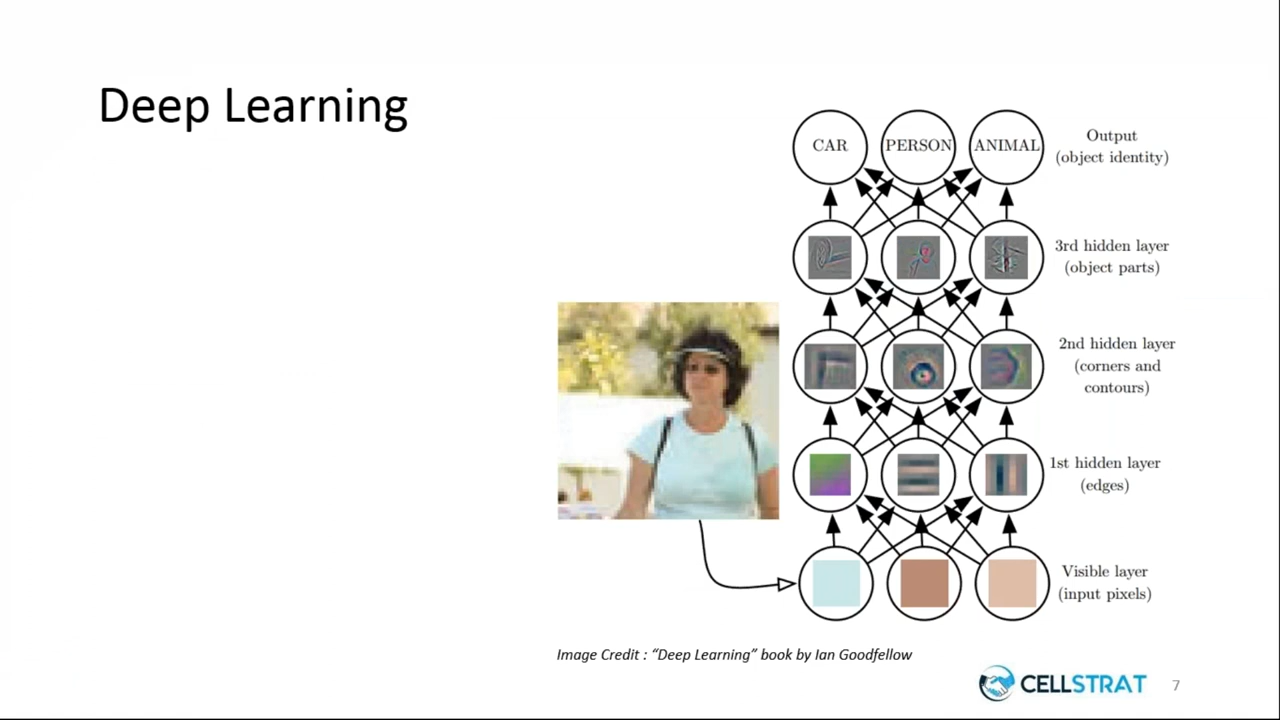 Deep Learning
CAR PERSON ANIMAL
Output
(object identity)
3rd hidden layer
(object parts)
2nd hidden layer
(corners and
contours)
1st hidden layer
(edges)
Visible layer
(input pixels)
Image Credit : “Deep Learning” book by Ian Goodfellow
CELLSTRAT
7